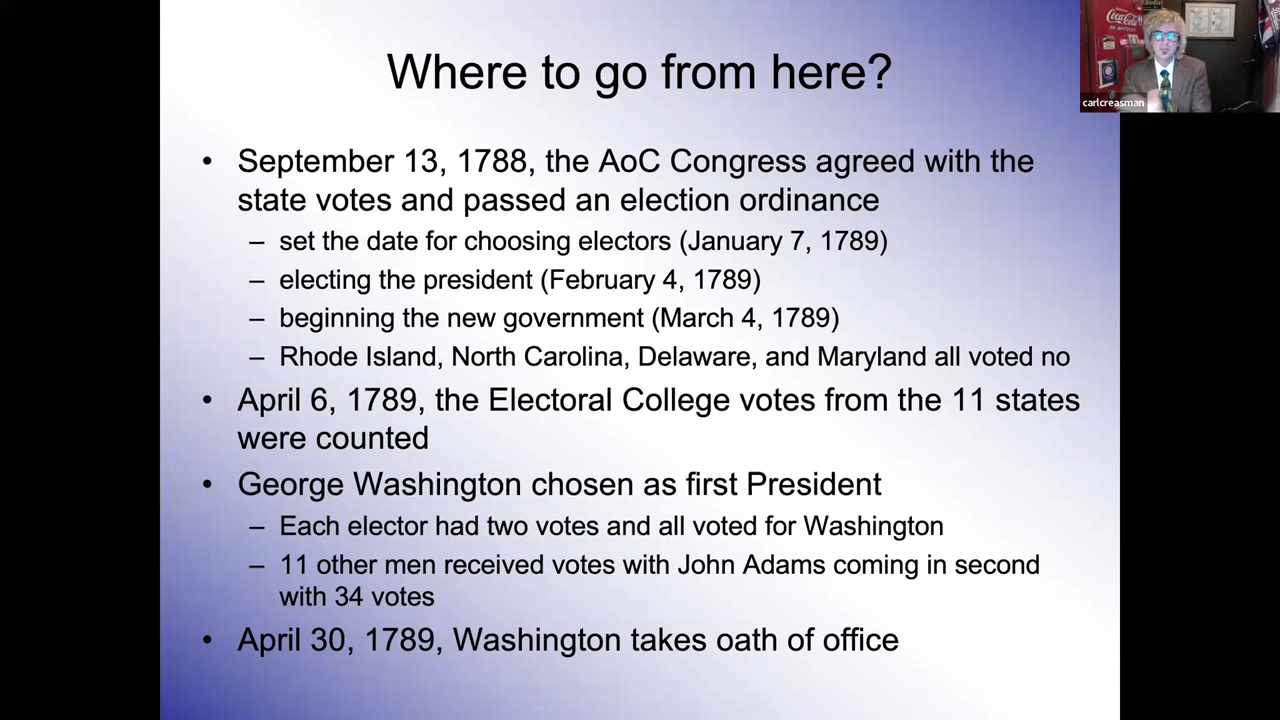 Where to go from here?
• September 13, 1788, the AoC Congress agreed with the
state votes and passed an election ordinance
– set the date for choosing electors (January 7, 1789)
– electing the president (February 4, 1789)
– beginning the new government (March 4, 1789)
– Rhode Island, North Carolina, Delaware, and Maryland all voted no
• April 6, 1789, the Electoral College votes from the 11 states
were counted
• George Washington chosen as first President
– Each elector had two votes and all voted for Washington
– 11 other men received votes with John Adams coming in second
with 34 votes
• April 30, 1789, Washington takes oath of office
Coca-Cola
IN BOTTLES
carlcreasman